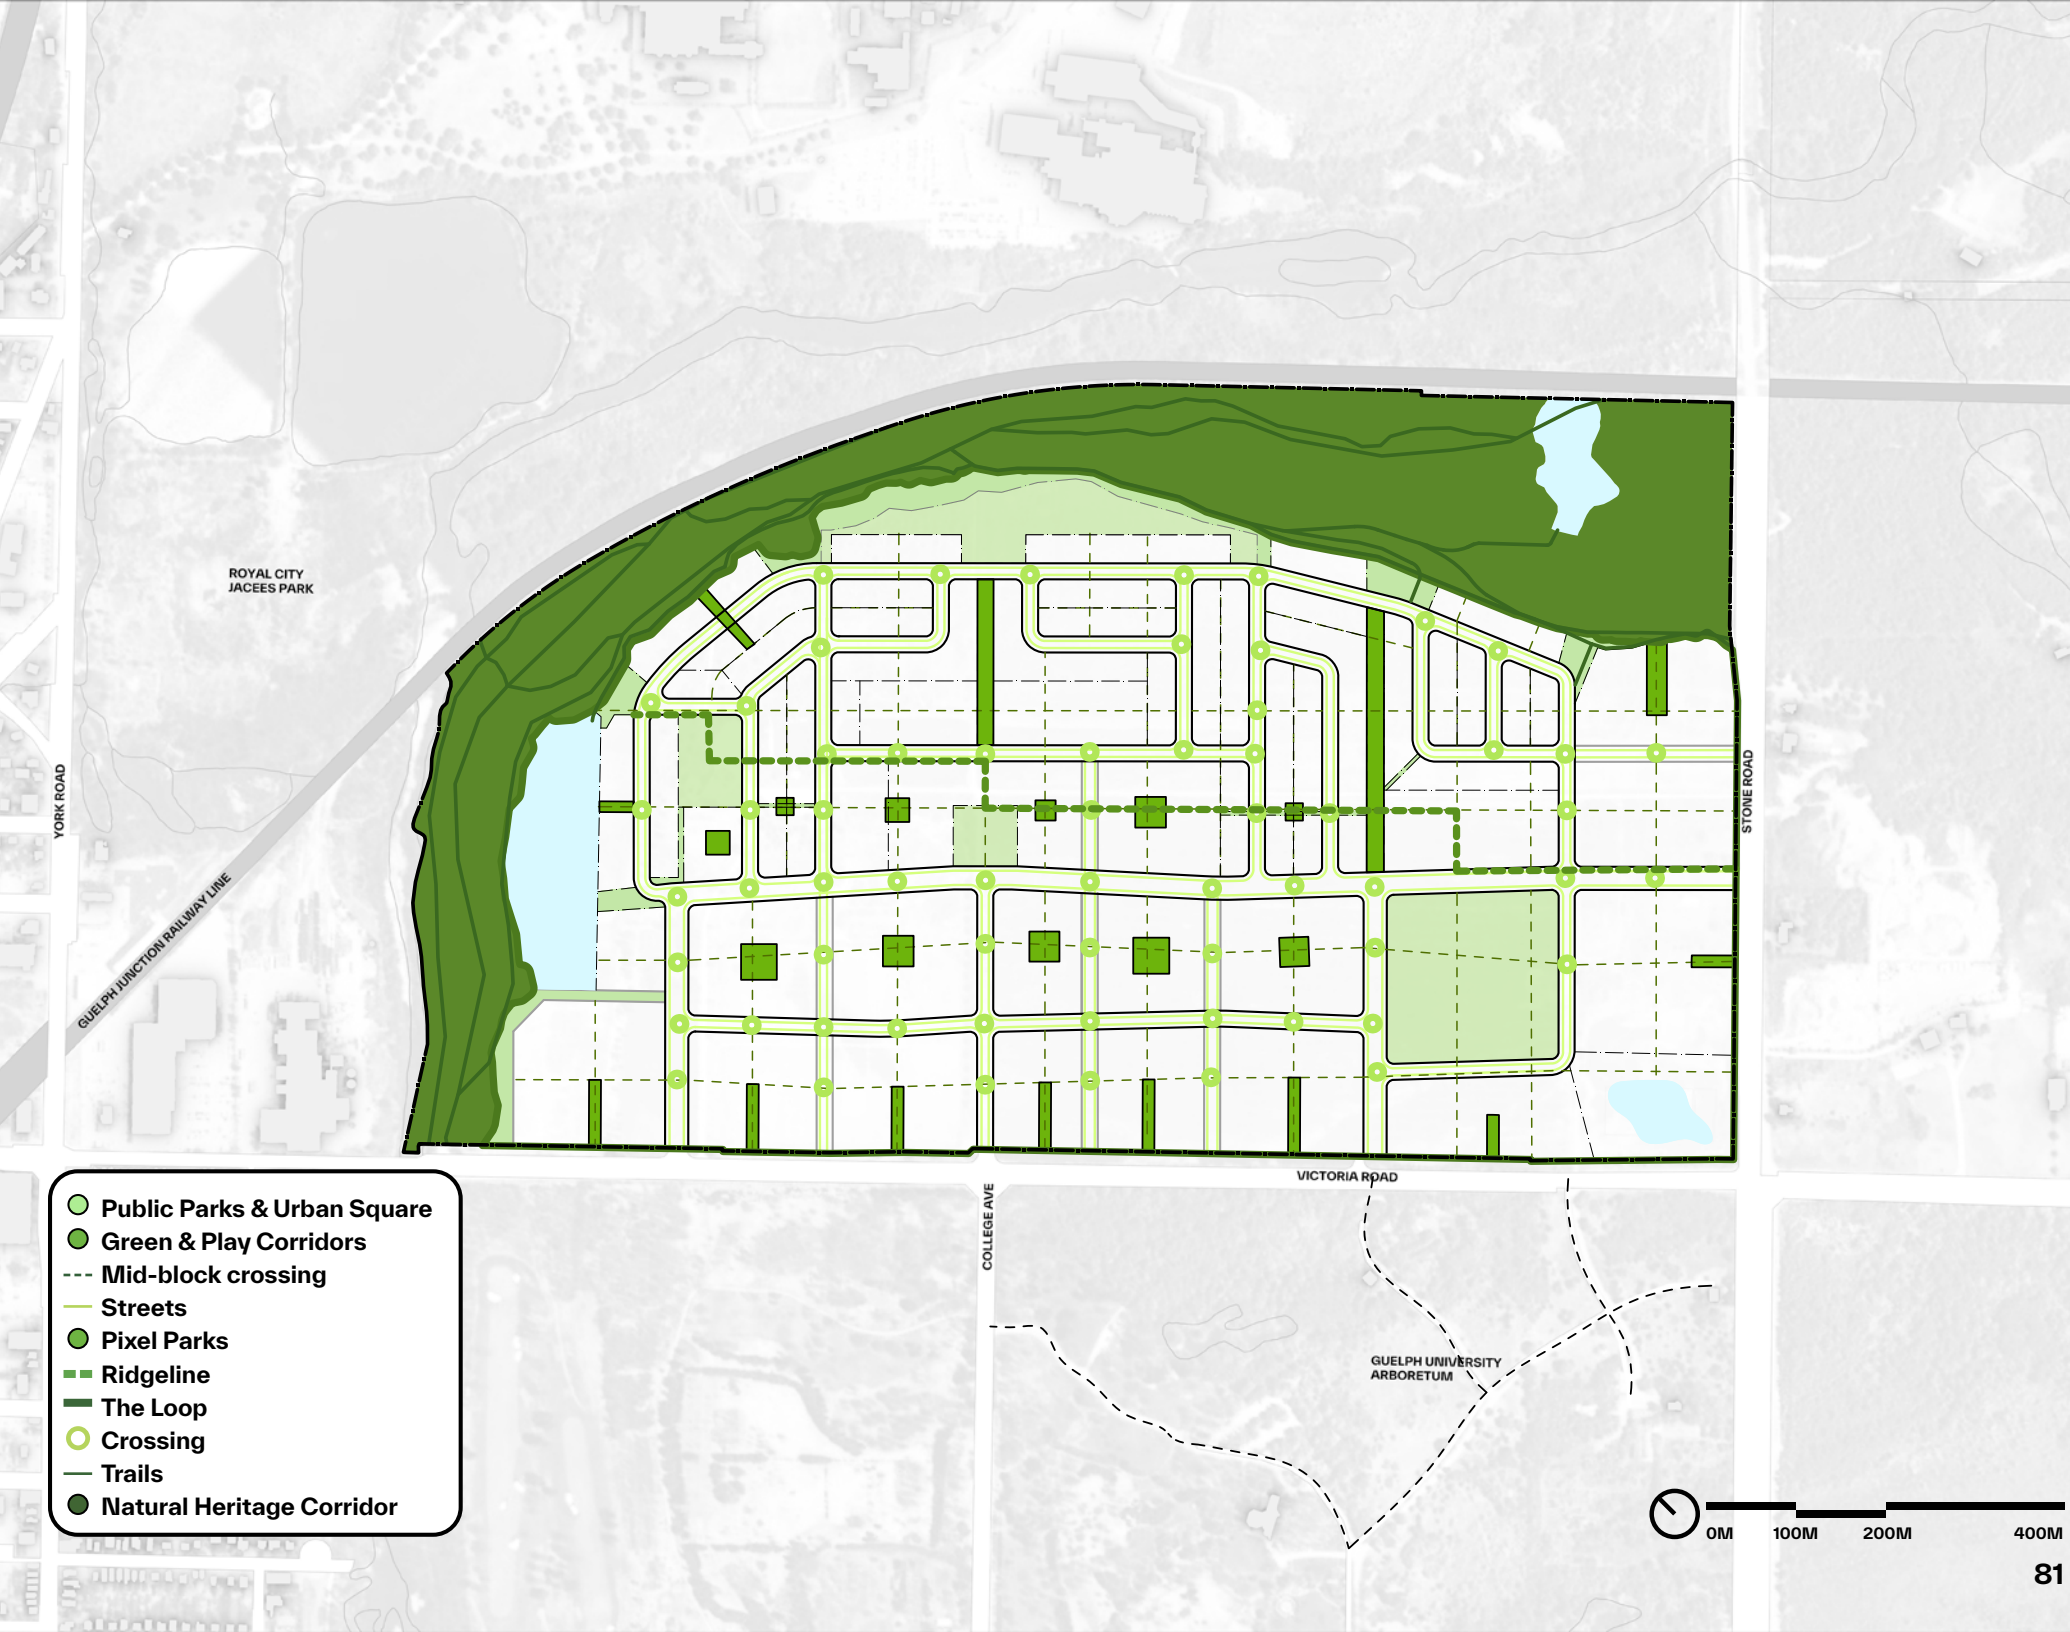 ROYAL CITY
JACEES PARK
YORK ROAD
STONE ROAD
GUELPH JUNCTION RAILWAY LINE
VICTORIA ROAD
COLLEGE AVE
GUELPH UNIVERSITY
ARBORETUM
Public Parks & Urban Square
Green & Play Corridors
Mid-block crossing
Streets
Pixel Parks
Ridgeline
The Loop
Crossing
Trails
Natural Heritage Corridor
0M 100M 200M 400M
81